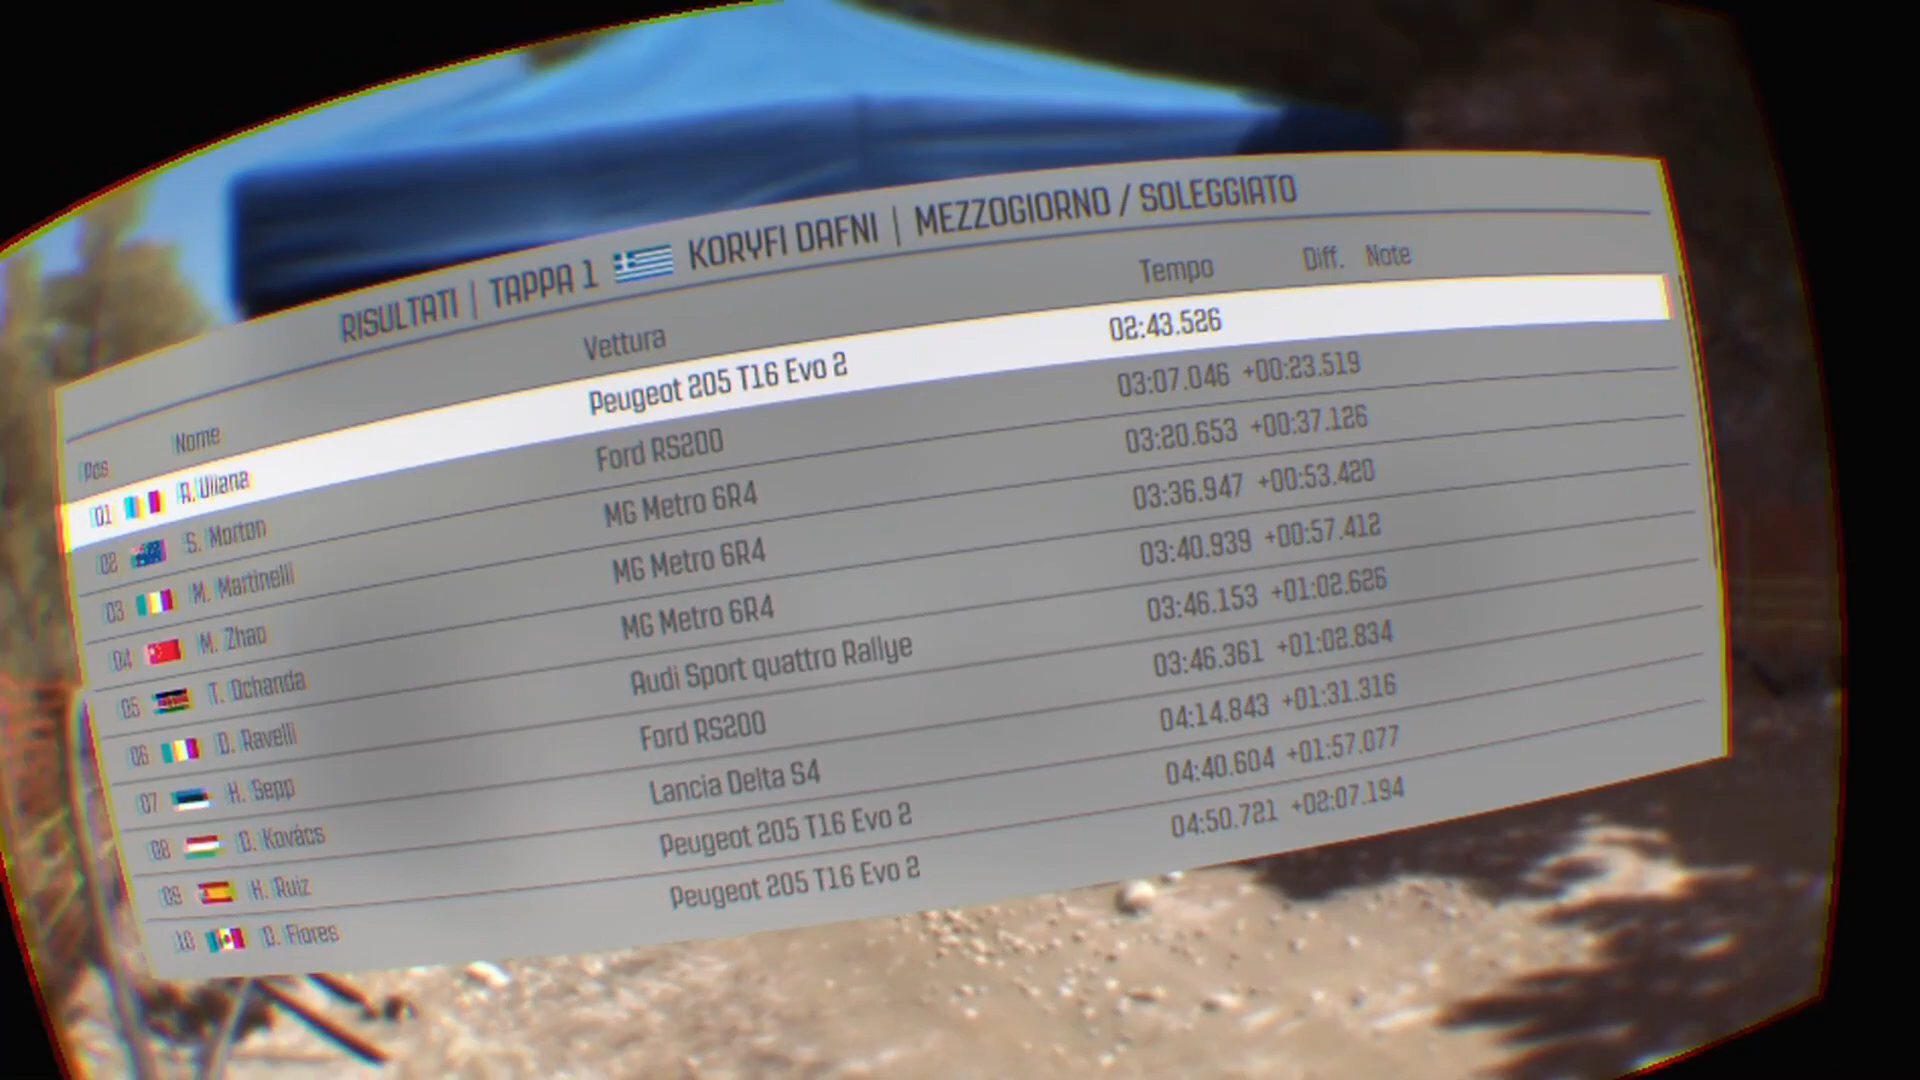 RISULTATI | TAPPA 1 KORYFI DAFNI | MEZZOGIORNO / SOLEGGIATO
Pos Nome Vettura Tempo Diff. Note
01 A. Uliana Peugeot 205 T16 Evo 2 02:43.526
02 S. Morton Ford RS200 03:07.046 +00:23.519
03 M. Martinelli MG Metro 6R4 03:20.653 +00:37.126
04 M. Zhao MG Metro 6R4 03:36.947 +00:53.420
05 T. Ochanda MG Metro 6R4 03:40.939 +00:57.412
06 D. Ravelli Audi Sport quattro Rallye 03:46.153 +01:02.626
07 H. Sepp Ford RS200 03:46.361 +01:02.834
08 D. Kovács Lancia Delta S4 04:14.843 +01:31.316
09 H. Ruiz Peugeot 205 T16 Evo 2 04:40.604 +01:57.077
10 D. Flores Peugeot 205 T16 Evo 2 04:50.721 +02:07.194